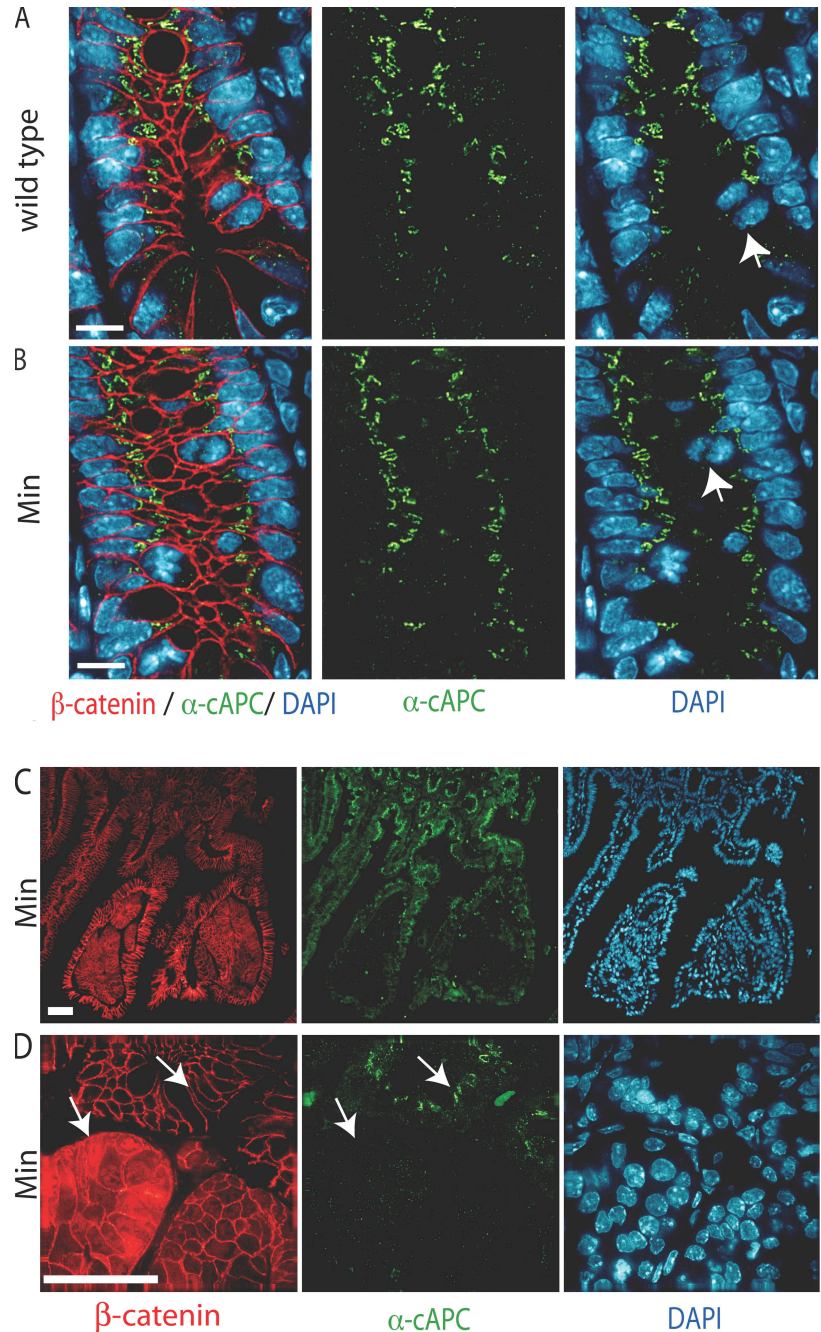 A
wild type
B
Min
β-catenin / α-cAPC/ DAPI
α-cAPC
DAPI
C
Min
D
Min
β-catenin
α-cAPC
DAPI